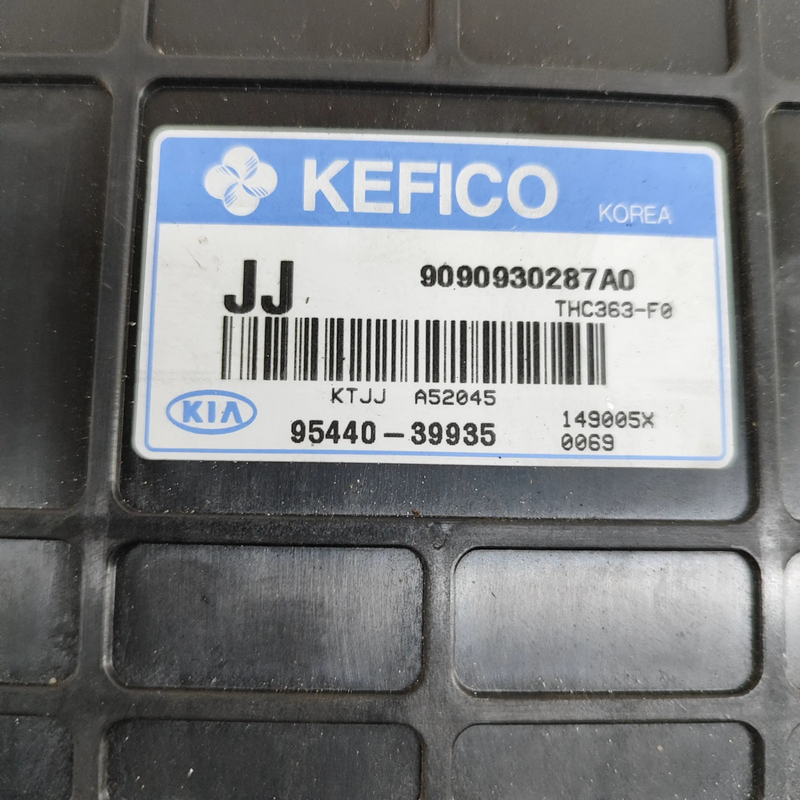 KEFICO KOREA
JJ 9090930287A0
THC363-F0
KTJJ A52045
KIA 95440-39935 149005X
0069